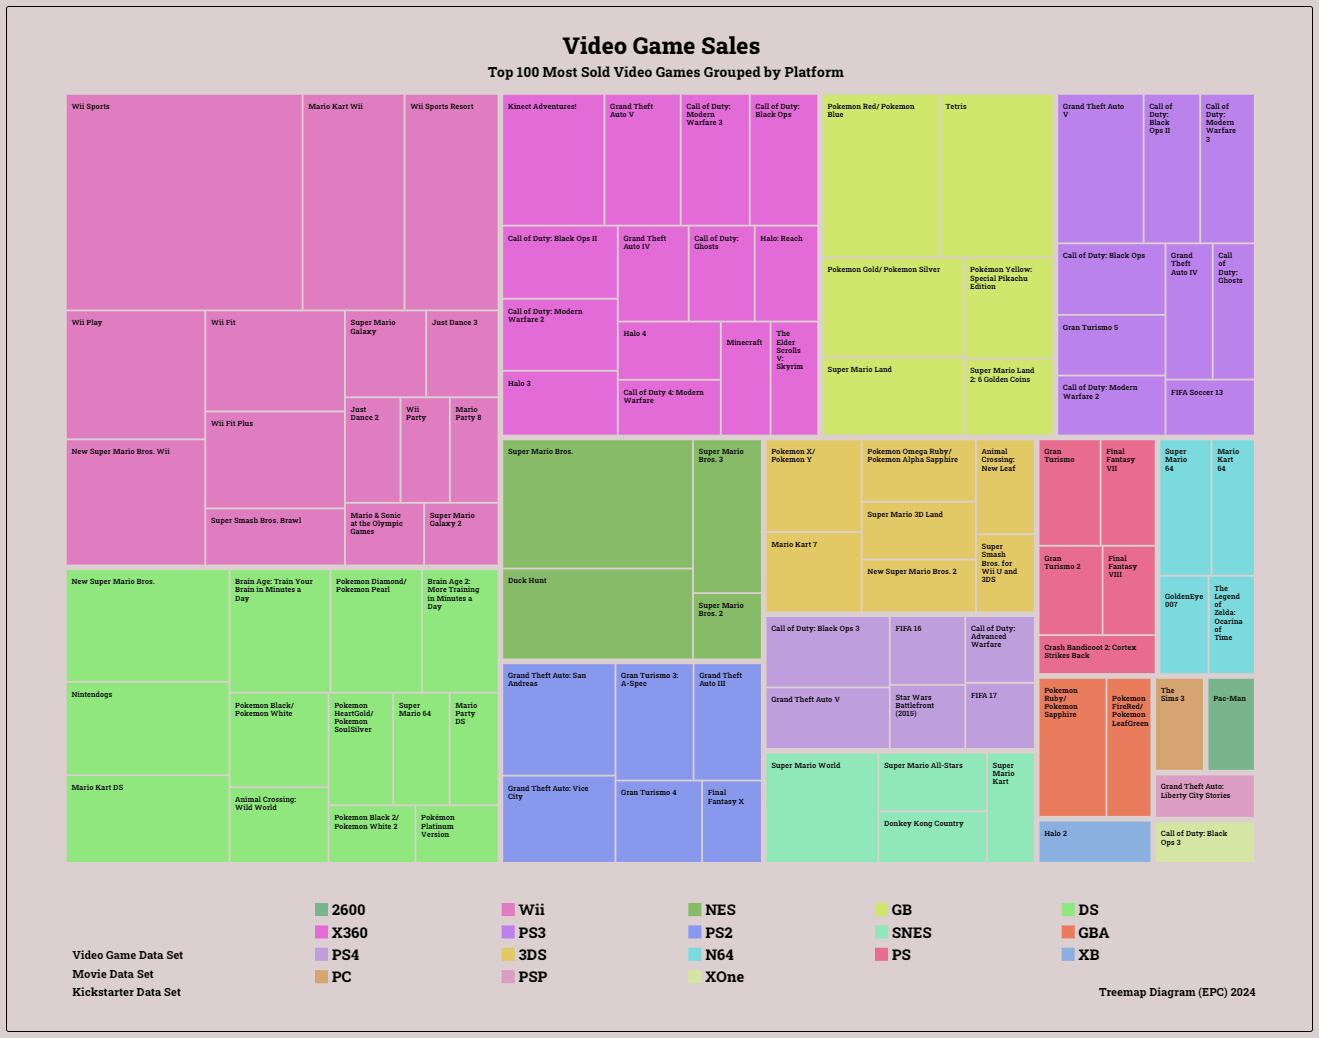 Video Game Sales
Top 100 Most Sold Video Games Grouped by Platform
Wii Sports
Mario Kart Wii
Wii Sports Resort
Wii Play
Wii Fit
Super Mario
Galaxy
Just Dance 3
Wii Fit Plus
Just
Dance 2
Wii
Party
Mario
Party 8
New Super Mario Bros. Wii
Super Smash Bros. Brawl
Mario & Sonic
at the Olympic
Games
Super Mario
Galaxy 2
New Super Mario Bros.
Brain Age: Train Your
Brain in Minutes a
Day
Pokemon Diamond/
Pokemon Pearl
Brain Age 2:
More Training
in Minutes a
Day
Nintendogs
Pokemon Black/
Pokemon White
Pokemon
HeartGold/
Pokemon
SoulSilver
Super
Mario 64
Mario
Party
DS
Mario Kart DS
Animal Crossing:
Wild World
Pokemon Black 2/
Pokemon White 2
Pokémon
Platinum
Version
Kinect Adventures!
Grand Theft
Auto V
Call of Duty:
Modern
Warfare 3
Call of Duty:
Black Ops
Call of Duty: Black Ops II
Grand Theft
Auto IV
Call of Duty:
Ghosts
Halo: Reach
Call of Duty: Modern
Warfare 2
Halo 4
Minecraft
The
Elder
Scrolls
V:
Skyrim
Halo 3
Call of Duty 4: Modern
Warfare
Pokemon Red/ Pokemon
Blue
Tetris
Pokemon Gold/ Pokemon Silver
Pokémon Yellow:
Special Pikachu
Edition
Super Mario Land
Super Mario Land
2: 6 Golden Coins
Grand Theft Auto
V
Call of
Duty:
Black
Ops II
Call of
Duty:
Modern
Warfare
3
Call of Duty: Black Ops
Grand
Theft
Auto IV
Call
of
Duty:
Ghosts
Gran Turismo 5
Call of Duty: Modern
Warfare 2
FIFA Soccer 13
Super Mario Bros.
Super Mario
Bros. 3
Duck Hunt
Super Mario
Bros. 2
Grand Theft Auto: San
Andreas
Gran Turismo 3:
A-Spec
Grand Theft
Auto III
Grand Theft Auto: Vice
City
Gran Turismo 4
Final
Fantasy X
Pokemon X/
Pokemon Y
Pokemon Omega Ruby/
Pokemon Alpha Sapphire
Animal
Crossing:
New Leaf
Super Mario 3D Land
Mario Kart 7
Super
Smash
Bros. for
Wii U and
3DS
New Super Mario Bros. 2
Call of Duty: Black Ops 3
FIFA 16
Call of Duty:
Advanced
Warfare
Grand Theft Auto V
Star Wars
Battlefront
(2015)
FIFA 17
Super Mario World
Super Mario All-Stars
Super
Mario
Kart
Donkey Kong Country
Gran
Turismo
Final
Fantasy
VII
Gran
Turismo 2
Final
Fantasy
VIII
Crash Bandicoot 2: Cortex
Strikes Back
Super
Mario
64
Mario
Kart
64
GoldenEye
007
The
Legend
of
Zelda:
Ocarina
of
Time
Pokemon
Ruby/
Pokemon
Sapphire
Pokemon
FireRed/
Pokemon
LeafGreen
Halo 2
The
Sims 3
Pac-Man
Grand Theft Auto:
Liberty City Stories
Call of Duty: Black
Ops 3
2600
Wii
NES
GB
DS
X360
PS3
PS2
SNES
GBA
PS4
3DS
N64
PS
XB
PC
PSP
XOne
Video Game Data Set
Movie Data Set
Kickstarter Data Set
Treemap Diagram (EPC) 2024